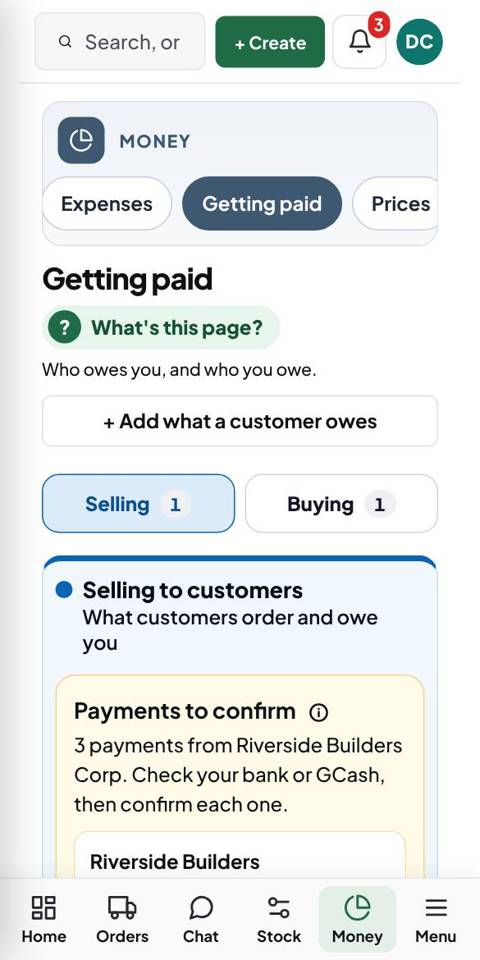 Search, or
+ Create
3
DC
MONEY
Expenses
Getting paid
Prices
Getting paid
? What's this page?
Who owes you, and who you owe.
+ Add what a customer owes
Selling 1
Buying 1
Selling to customers
What customers order and owe
you
Payments to confirm
3 payments from Riverside Builders
Corp. Check your bank or GCash,
then confirm each one.
Riverside Builders
Home
Orders
Chat
Stock
Money
Menu